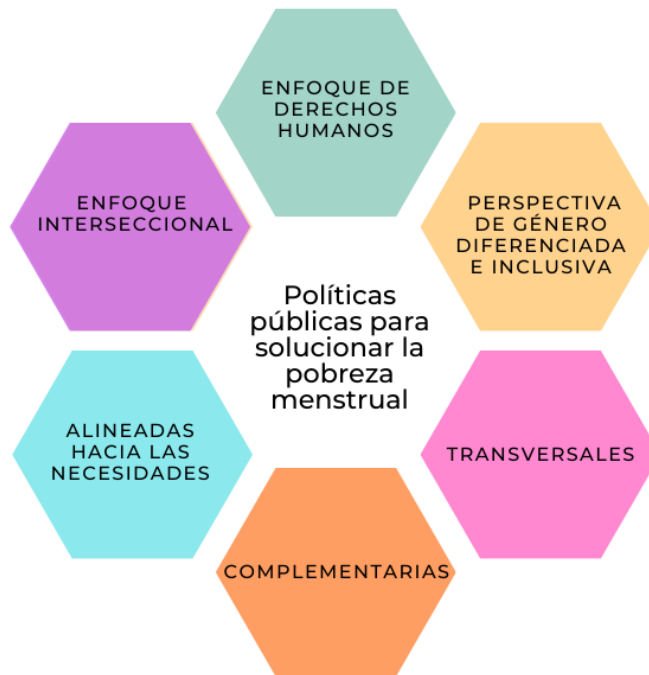 ENFOQUE DE
DERECHOS
HUMANOS
ENFOQUE
INTERSECCIONAL
PERSPECTIVA
DE GÉNERO
DIFERENCIADA
E INCLUSIVA
Políticas
públicas para
solucionar la
pobreza
menstrual
ALINEADAS
HACIA LAS
NECESIDADES
TRANSVERSALES
COMPLEMENTARIAS